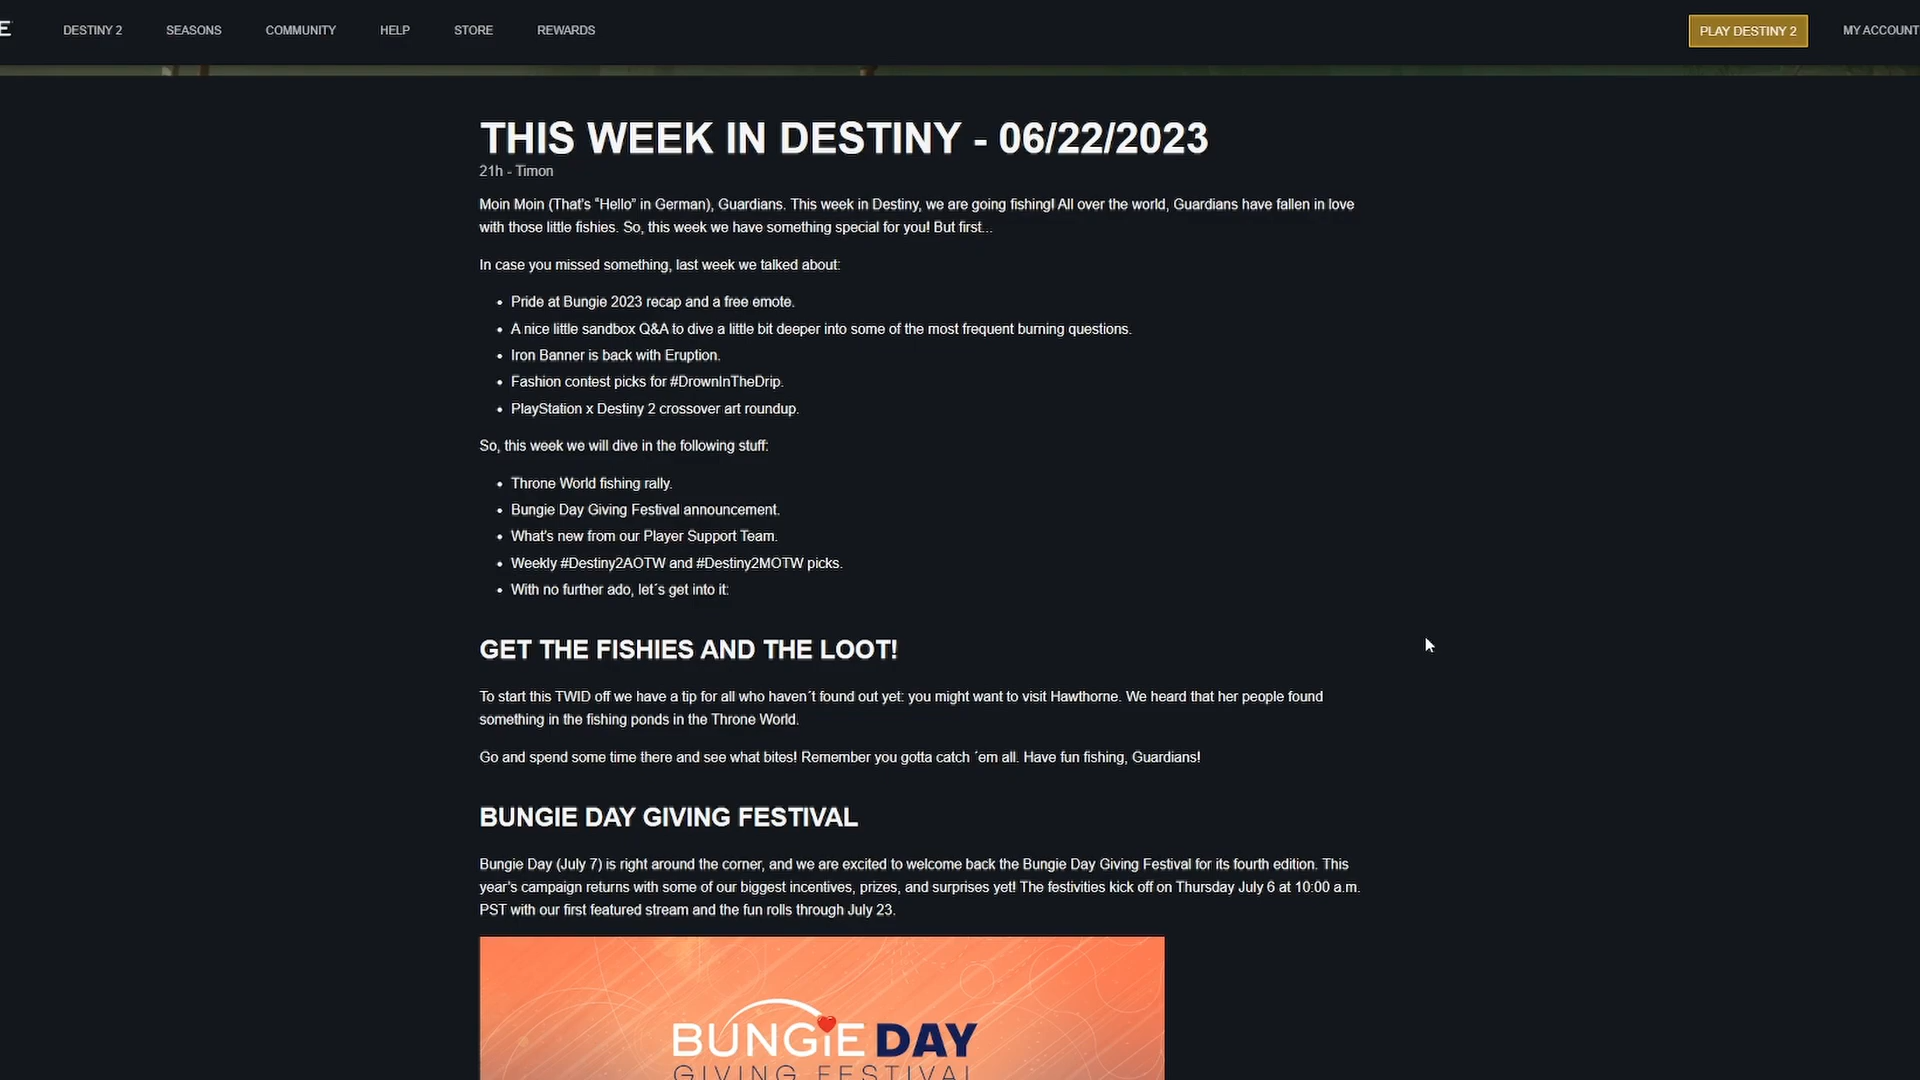 E
DESTINY 2
SEASONS
COMMUNITY
HELP
STORE
REWARDS
PLAY DESTINY 2
MY ACCOUNT
THIS WEEK IN DESTINY - 06/22/2023
21h - Timon
Moin Moin (That's “Hello” in German), Guardians. This week in Destiny, we are going fishing! All over the world, Guardians have fallen in love
with those little fishies. So, this week we have something special for you! But first...
In case you missed something, last week we talked about:
• Pride at Bungie 2023 recap and a free emote.
• A nice little sandbox Q&A to dive a little bit deeper into some of the most frequent burning questions.
• Iron Banner is back with Eruption.
• Fashion contest picks for #DrownInTheDrip.
• PlayStation x Destiny 2 crossover art roundup.
So, this week we will dive in the following stuff:
• Throne World fishing rally.
• Bungie Day Giving Festival announcement.
• What's new from our Player Support Team.
• Weekly #Destiny2AOTW and #Destiny2MOTW picks.
• With no further ado, let´s get into it:
GET THE FISHIES AND THE LOOT!
To start this TWID off we have a tip for all who haven´t found out yet: you might want to visit Hawthorne. We heard that her people found
something in the fishing ponds in the Throne World.
Go and spend some time there and see what bites! Remember you gotta catch ´em all. Have fun fishing, Guardians!
BUNGIE DAY GIVING FESTIVAL
Bungie Day (July 7) is right around the corner, and we are excited to welcome back the Bungie Day Giving Festival for its fourth edition. This
year's campaign returns with some of our biggest incentives, prizes, and surprises yet! The festivities kick off on Thursday July 6 at 10:00 a.m.
PST with our first featured stream and the fun rolls through July 23.
BUNGiE DAY
GIVING FESTIVAL